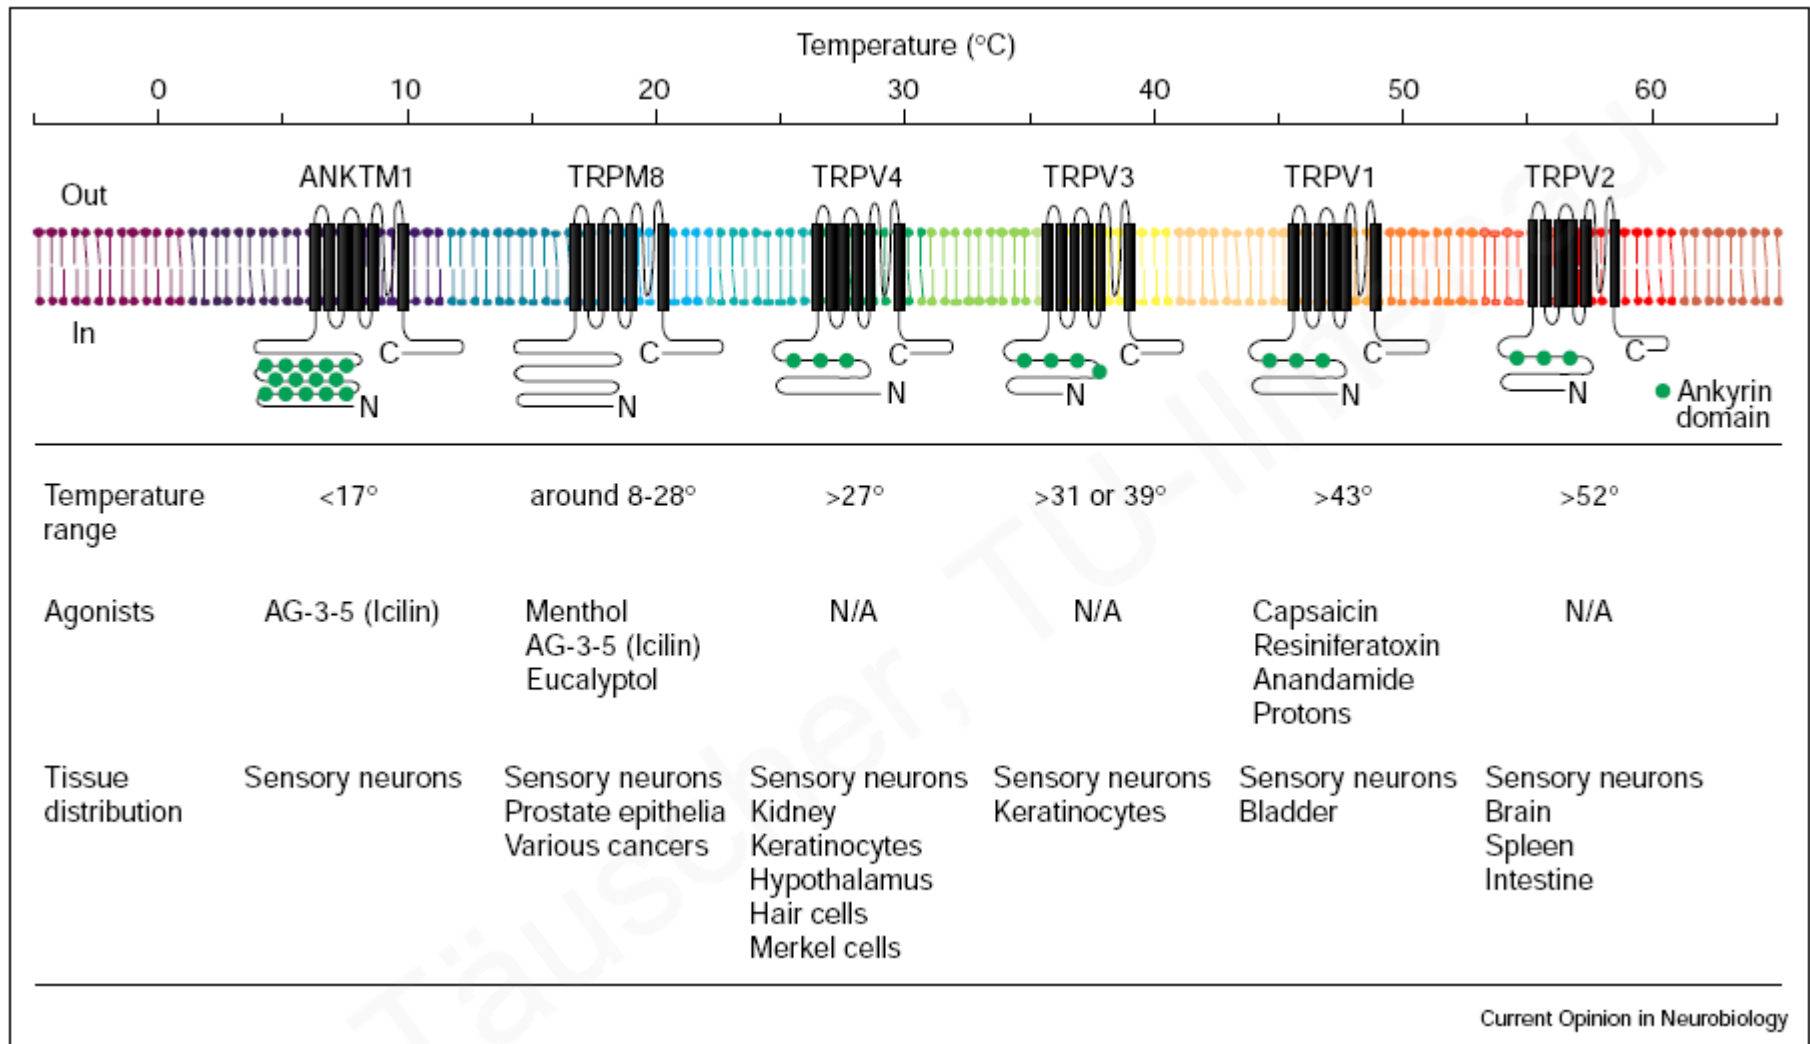 Temperature (°C)
0 10 20 30 40 50 60
ANKTM1 TRPM8 TRPV4 TRPV3 TRPV1 TRPV2
Out
In
C C C C C C
N N N N N N
Ankyrin
domain
Temperature
range
<17° around 8-28° >27° >31 or 39° >43° >52°
Agonists
AG-3-5 (Icilin)
Menthol
AG-3-5 (Icilin)
Eucalyptol
N/A
N/A
Capsaicin
Resiniferatoxin
Anandamide
Protons
N/A
Tissue
distribution
Sensory neurons
Sensory neurons
Prostate epithelia
Various cancers
Sensory neurons
Kidney
Keratinocytes
Hypothalamus
Hair cells
Merkel cells
Sensory neurons
Keratinocytes
Sensory neurons
Bladder
Sensory neurons
Brain
Spleen
Intestine
Current Opinion in Neurobiology
Täuscher, TU-Ilmenau